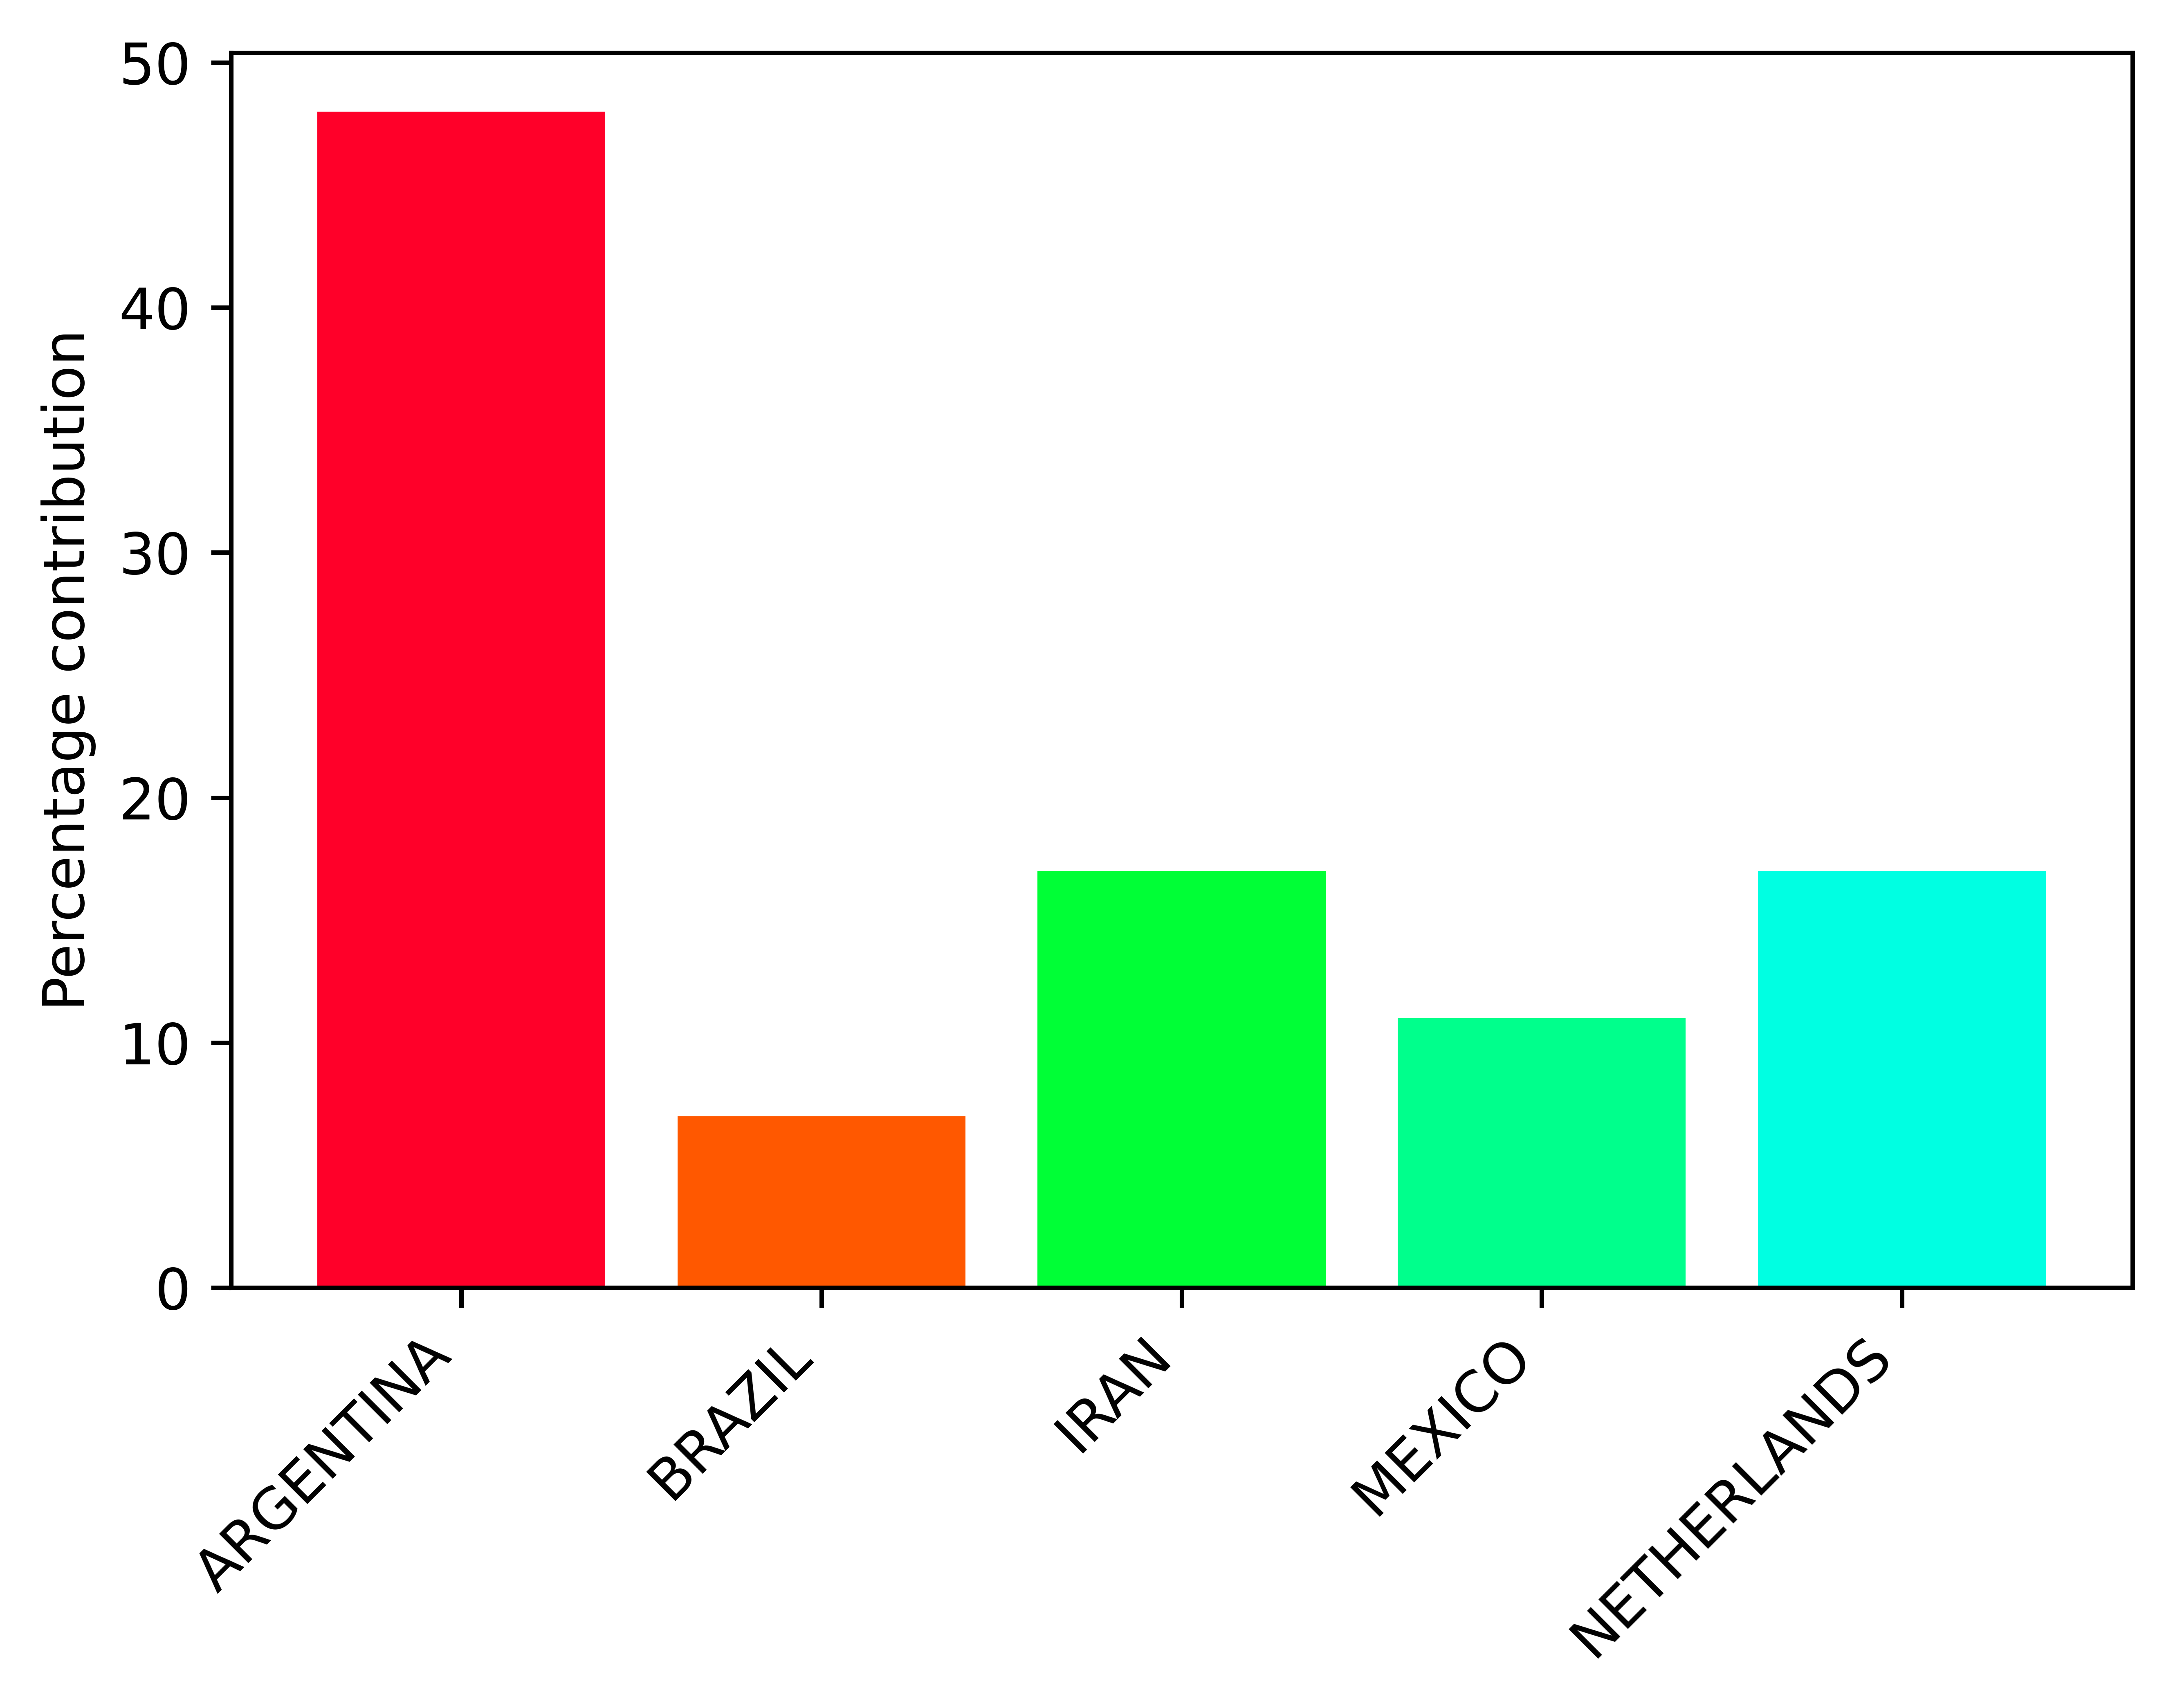 Percentage contribution
50
40
30
20
10
0
ARGENTINA
BRAZIL
IRAN
MEXICO
NETHERLANDS